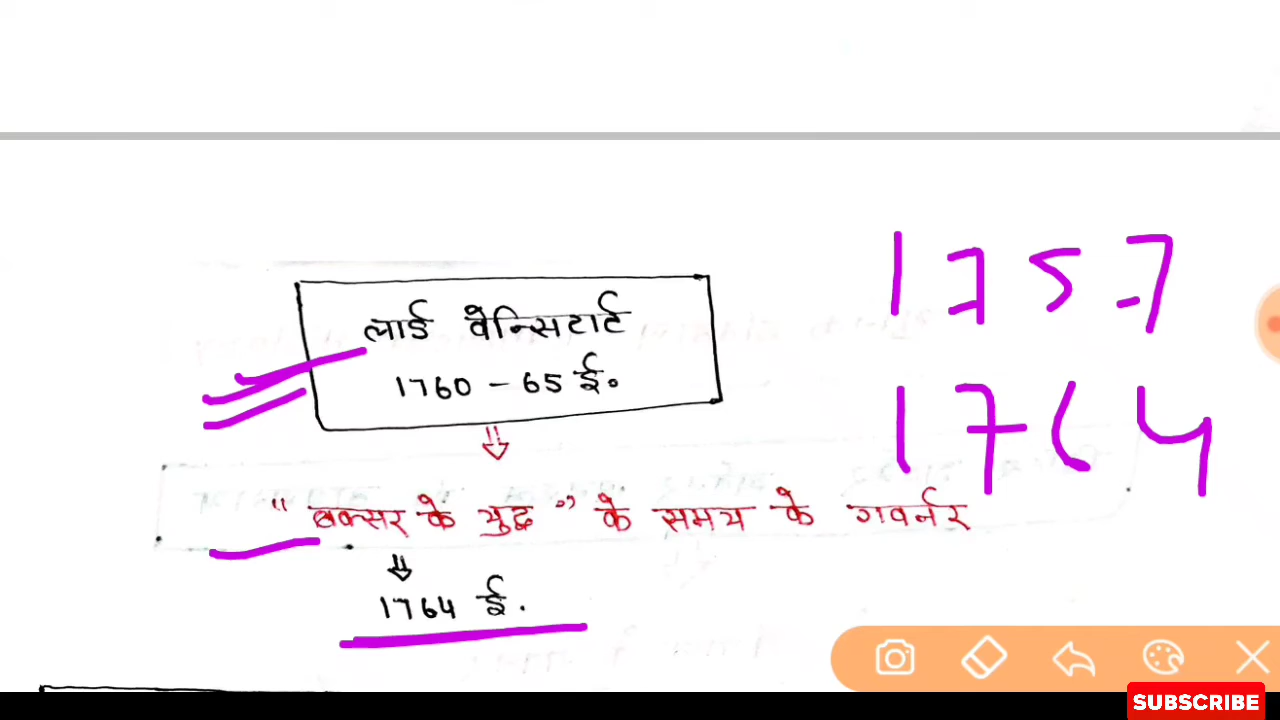 लार्ड वेन्सिटार्ट
1760 - 65 ई०
"बक्सर के युद्ध" के समय के गवर्नर
1764 ई.
1757
1764
SUBSCRIBE